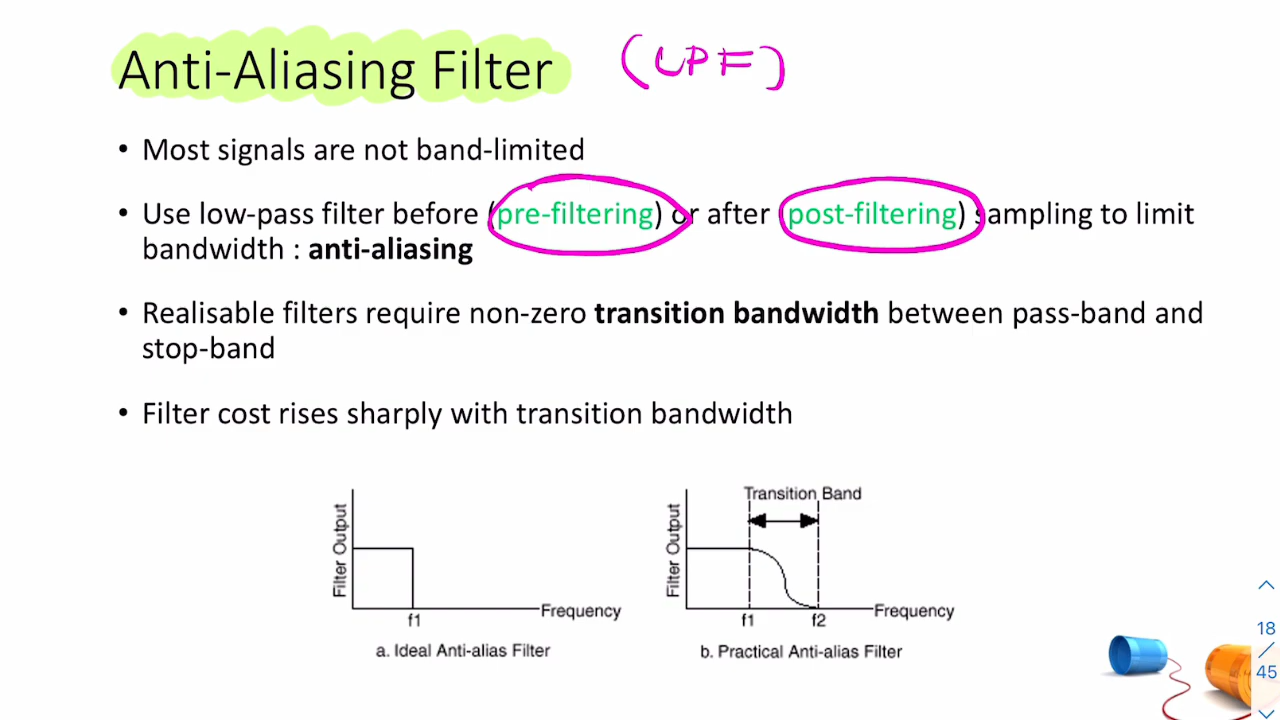 Anti-Aliasing Filter (LPF)
• Most signals are not band-limited
• Use low-pass filter before (pre-filtering) or after (post-filtering) sampling to limit
bandwidth : anti-aliasing
• Realisable filters require non-zero transition bandwidth between pass-band and
stop-band
• Filter cost rises sharply with transition bandwidth
Filter Output
Frequency
f1
a. Ideal Anti-alias Filter
Transition Band
Filter Output
Frequency
f1 f2
b. Practical Anti-alias Filter
18
/
45